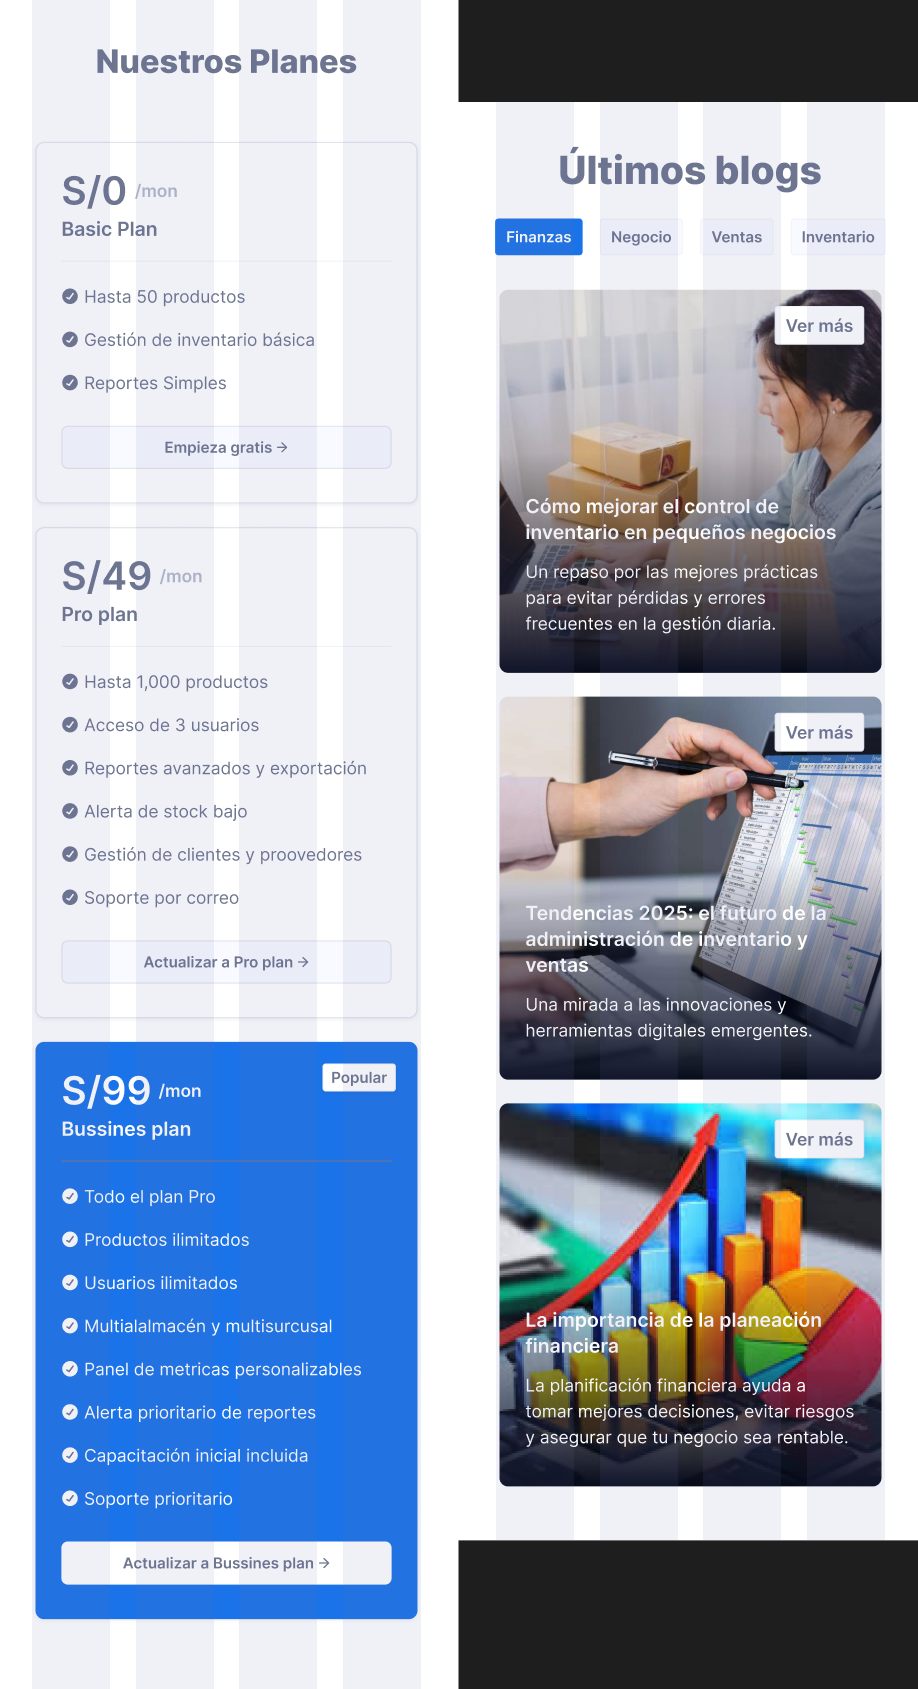 Nuestros Planes
S/0 /mon
Basic Plan
Hasta 50 productos
Gestión de inventario básica
Reportes Simples
Empieza gratis →
S/49 /mon
Pro plan
Hasta 1,000 productos
Acceso de 3 usuarios
Reportes avanzados y exportación
Alerta de stock bajo
Gestión de clientes y proovedores
Soporte por correo
Actualizar a Pro plan →
S/99 /mon
Popular
Bussines plan
Todo el plan Pro
Productos ilimitados
Usuarios ilimitados
Multialalmacén y multisurcusal
Panel de metricas personalizables
Alerta prioritario de reportes
Capacitación inicial incluida
Soporte prioritario
Actualizar a Bussines plan →
Últimos blogs
Finanzas
Negocio
Ventas
Inventario
Ver más
Cómo mejorar el control de
inventario en pequeños negocios
Un repaso por las mejores prácticas
para evitar pérdidas y errores
frecuentes en la gestión diaria.
Ver más
Tendencias 2025: el futuro de la
administración de inventario y
ventas
Una mirada a las innovaciones y
herramientas digitales emergentes.
Ver más
La importancia de la planeación
financiera
La planificación financiera ayuda a
tomar mejores decisiones, evitar riesgos
y asegurar que tu negocio sea rentable.